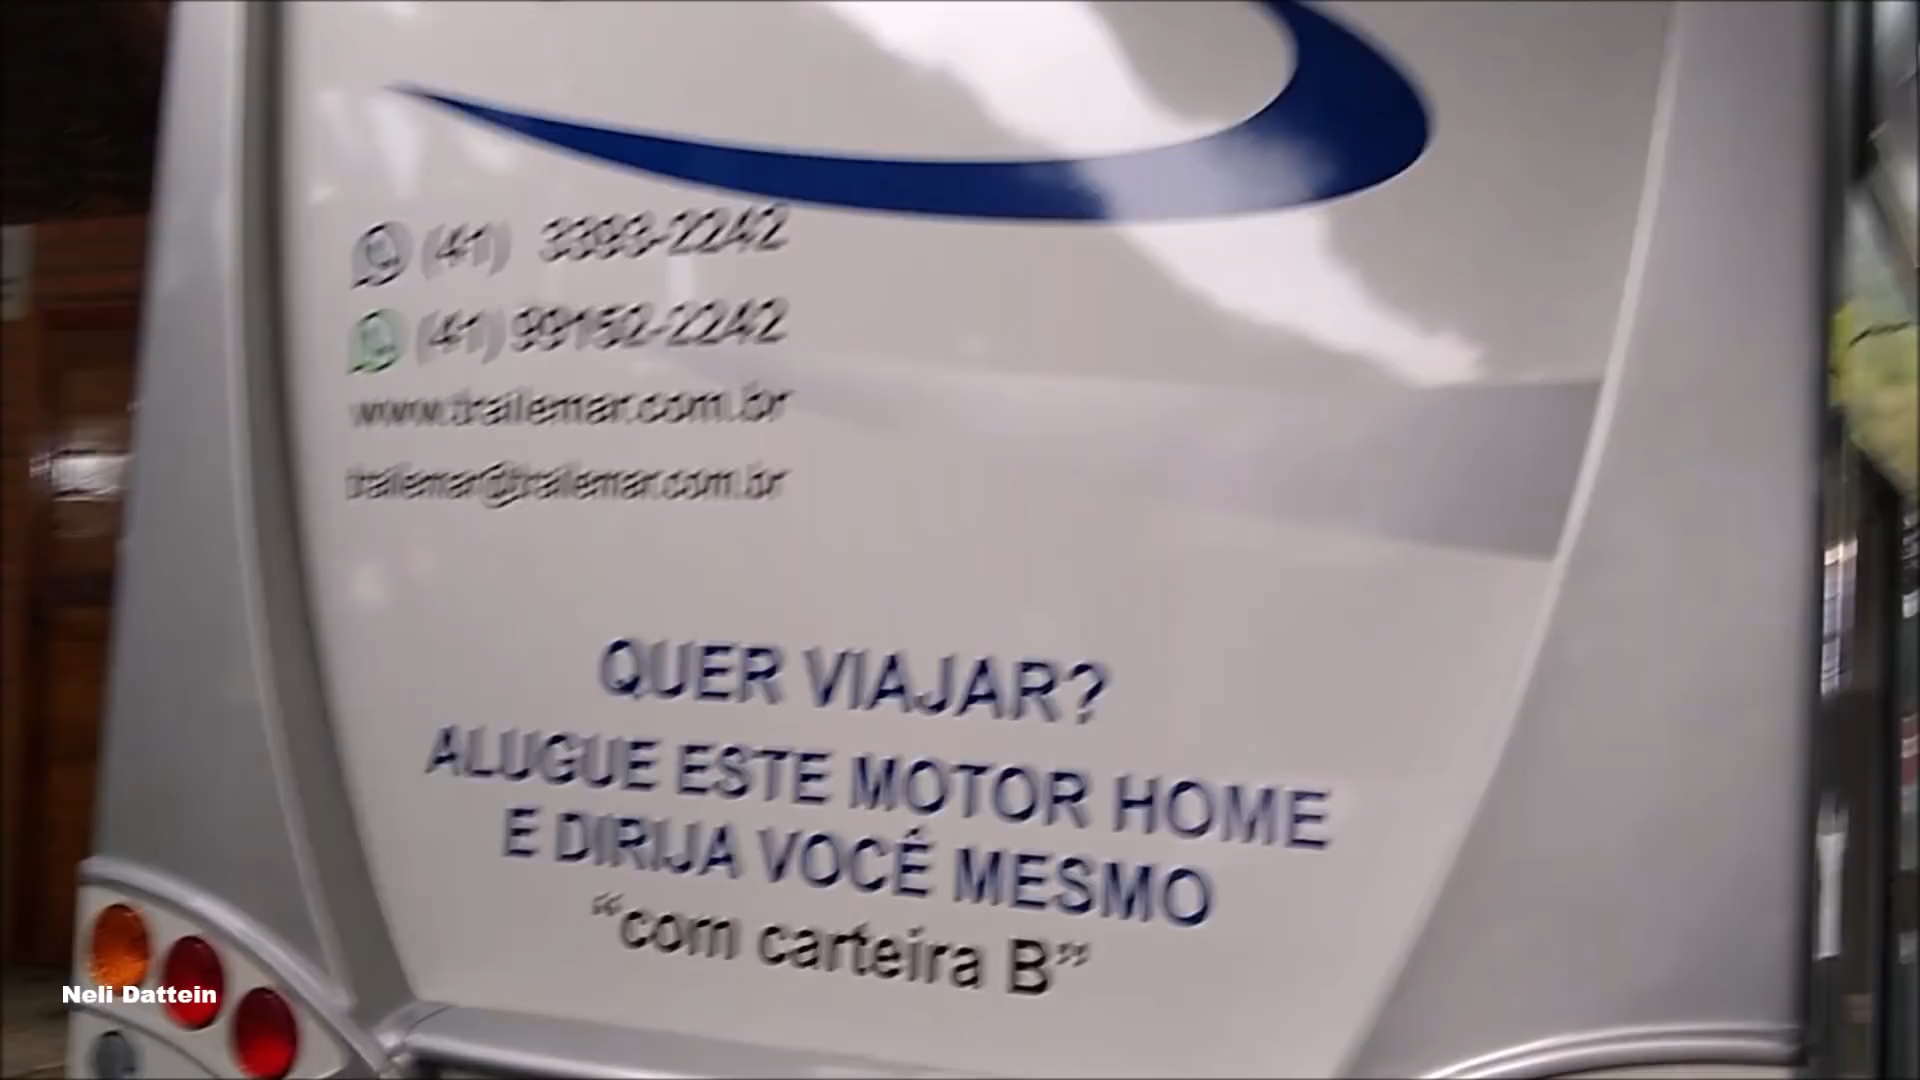 (41) 3393-2242
(41) 99152-2242
www.trailemar.com.br
trailemar@trailemar.com.br
QUER VIAJAR?
ALUGUE ESTE MOTOR HOME
E DIRIJA VOCÊ MESMO
“com carteira B”
Neli Dattein